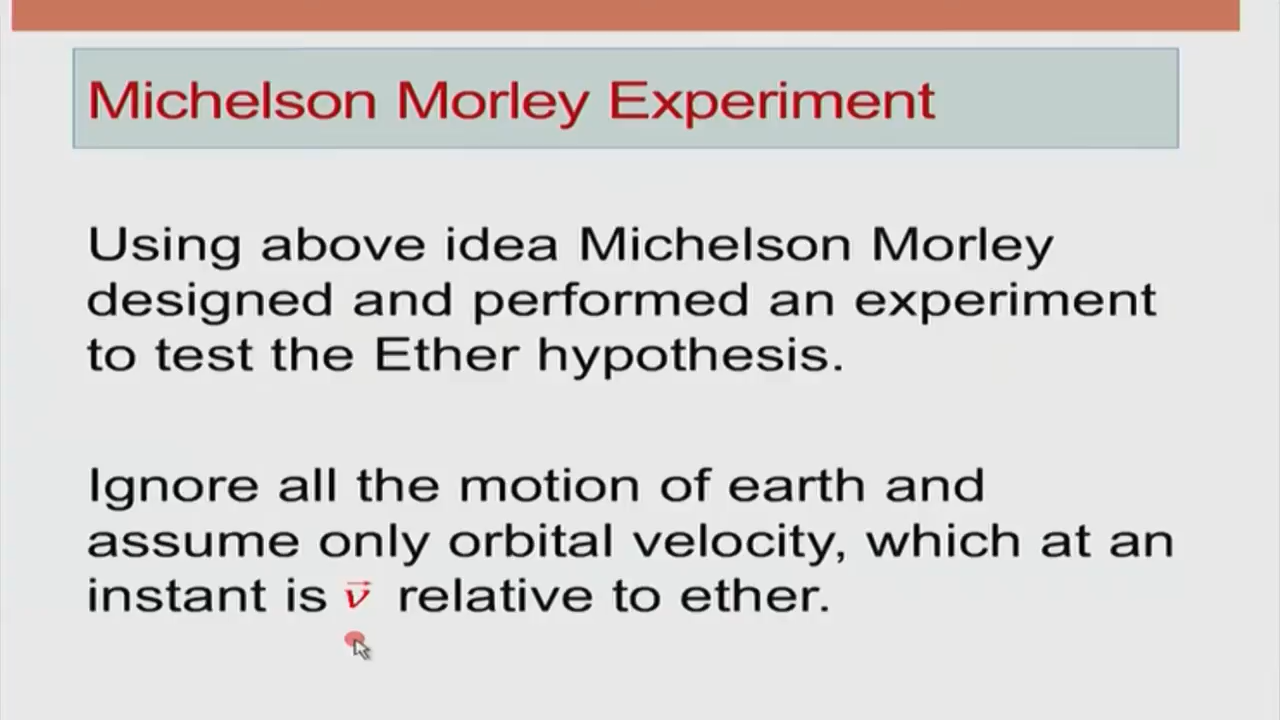 Michelson Morley Experiment
Using above idea Michelson Morley
designed and performed an experiment
to test the Ether hypothesis.
Ignore all the motion of earth and
assume only orbital velocity, which at an
instant is v⃗ relative to ether.